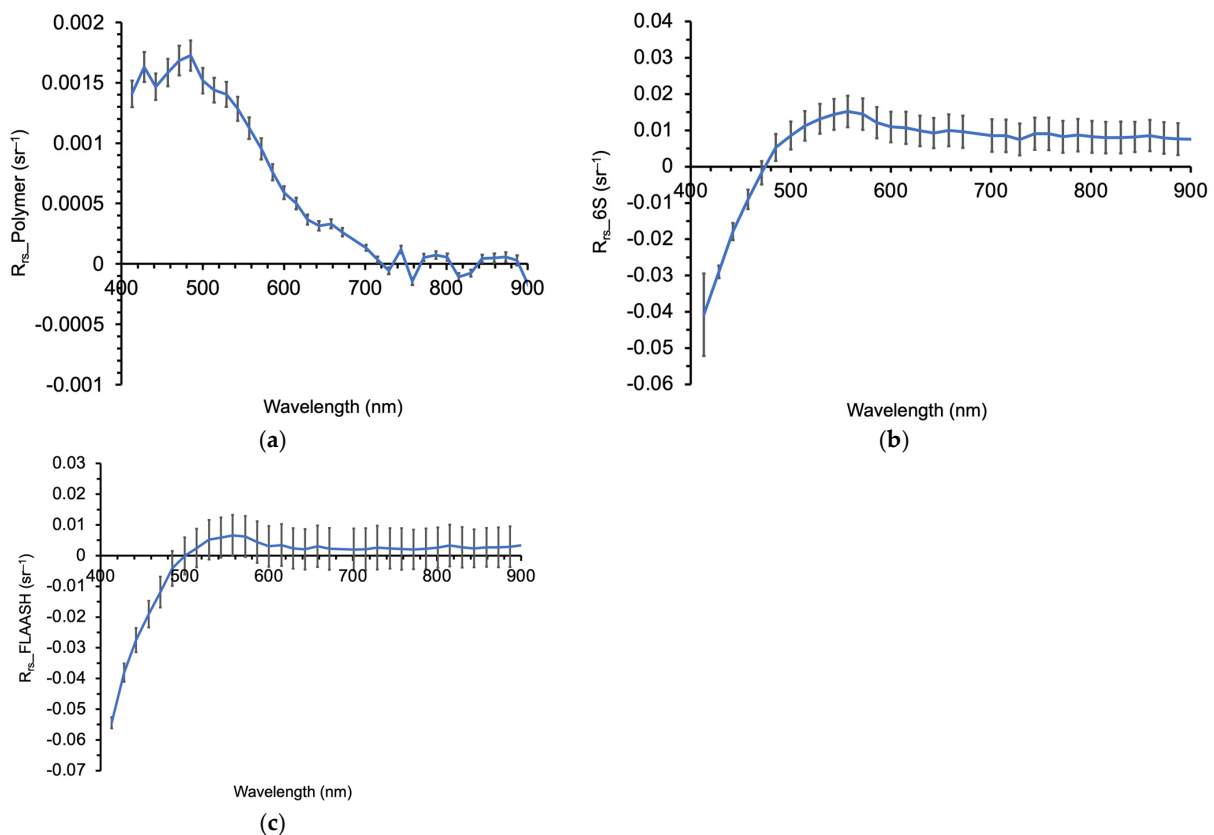 0.002
0.0015
0.001
0.0005
0
-0.0005
-0.001
400 500 600 700 800 900
Rrs_Polymer (sr−1)
Wavelength (nm)
(a)
0.04
0.03
0.02
0.01
0
-0.01
-0.02
-0.03
-0.04
-0.05
-0.06
400 500 600 700 800 900
Rrs_6S (sr−1)
Wavelength (nm)
(b)
0.03
0.02
0.01
0
-0.01
-0.02
-0.03
-0.04
-0.05
-0.06
-0.07
400 500 600 700 800 900
Rrs_FLAASH (sr−1)
Wavelength (nm)
(c)